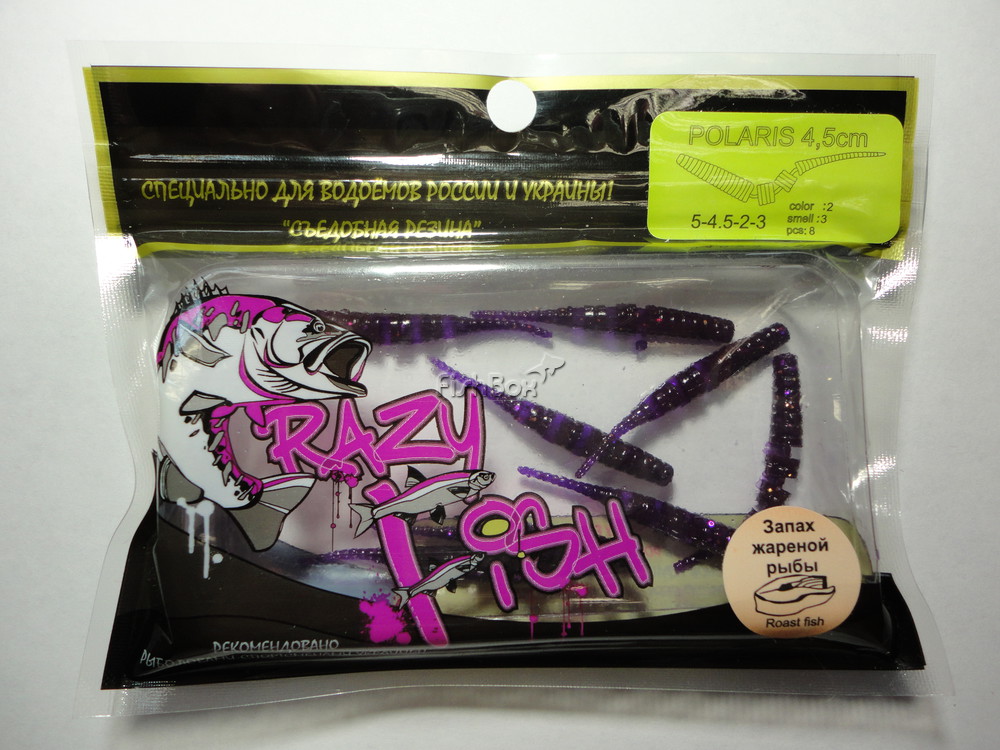 POLARIS 4,5cm
color :2
5-4.5-2-3 smell :3
pcs: 8
СПЕЦИАЛЬНО ДЛЯ ВОДОЁМОВ РОССИИ И УКРАИНЫ!
"СЪЕДОБНАЯ РЕЗИНА"
FishBox
RAZY
FISH
Запах
жареной
рыбы
Roast fish
РЕКОМЕНДОВАНО